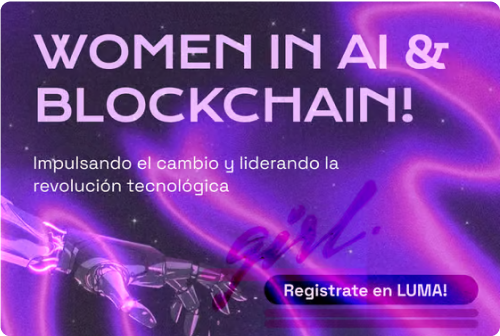 WOMEN IN AI &
BLOCKCHAIN!
Impulsando el cambio y liderando la
revolución tecnológica
girl.
Registrate en LUMA!